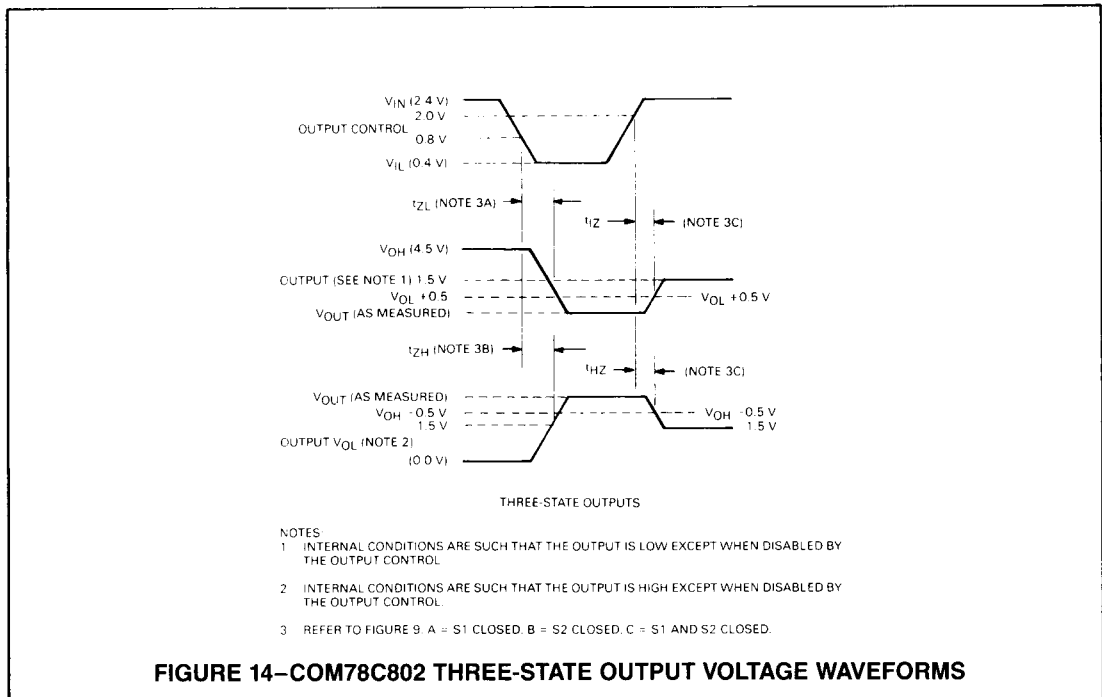 VIN (2.4 V)
2.0 V
OUTPUT CONTROL
0.8 V
VIL (0.4 V)
tZL (NOTE 3A)
tIZ
(NOTE 3C)
VOH (4.5 V)
OUTPUT (SEE NOTE 1) 1.5 V
VOL +0.5
VOL +0.5 V
VOUT (AS MEASURED)
tZH (NOTE 3B)
tHZ
(NOTE 3C)
VOUT (AS MEASURED)
VOH -0.5 V
VOH -0.5 V
1.5 V
1.5 V
OUTPUT VOL (NOTE 2)
(0.0 V)
THREE-STATE OUTPUTS
NOTES:
1 INTERNAL CONDITIONS ARE SUCH THAT THE OUTPUT IS LOW EXCEPT WHEN DISABLED BY
THE OUTPUT CONTROL
2 INTERNAL CONDITIONS ARE SUCH THAT THE OUTPUT IS HIGH EXCEPT WHEN DISABLED BY
THE OUTPUT CONTROL.
3 REFER TO FIGURE 9. A = S1 CLOSED, B = S2 CLOSED, C = S1 AND S2 CLOSED.
FIGURE 14–COM78C802 THREE-STATE OUTPUT VOLTAGE WAVEFORMS